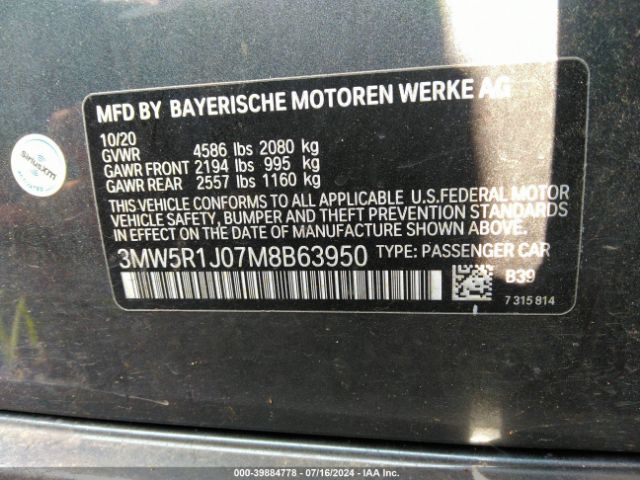 MFD BY BAYERISCHE MOTOREN WERKE AG
10/20
GVWR 4586 lbs 2080 kg
GAWR FRONT 2194 lbs 995 kg
GAWR REAR 2557 lbs 1160 kg
THIS VEHICLE CONFORMS TO ALL APPLICABLE U.S.FEDERAL MOTOR
VEHICLE SAFETY, BUMPER AND THEFT PREVENTION STANDARDS
IN EFFECT ON THE DATE OF MANUFACTURE SHOWN ABOVE.
3MW5R1J07M8B63950 TYPE: PASSENGER CAR
B39
7 315 814
siriusxm
000-39884778 - 07/16/2024 - IAA Inc.